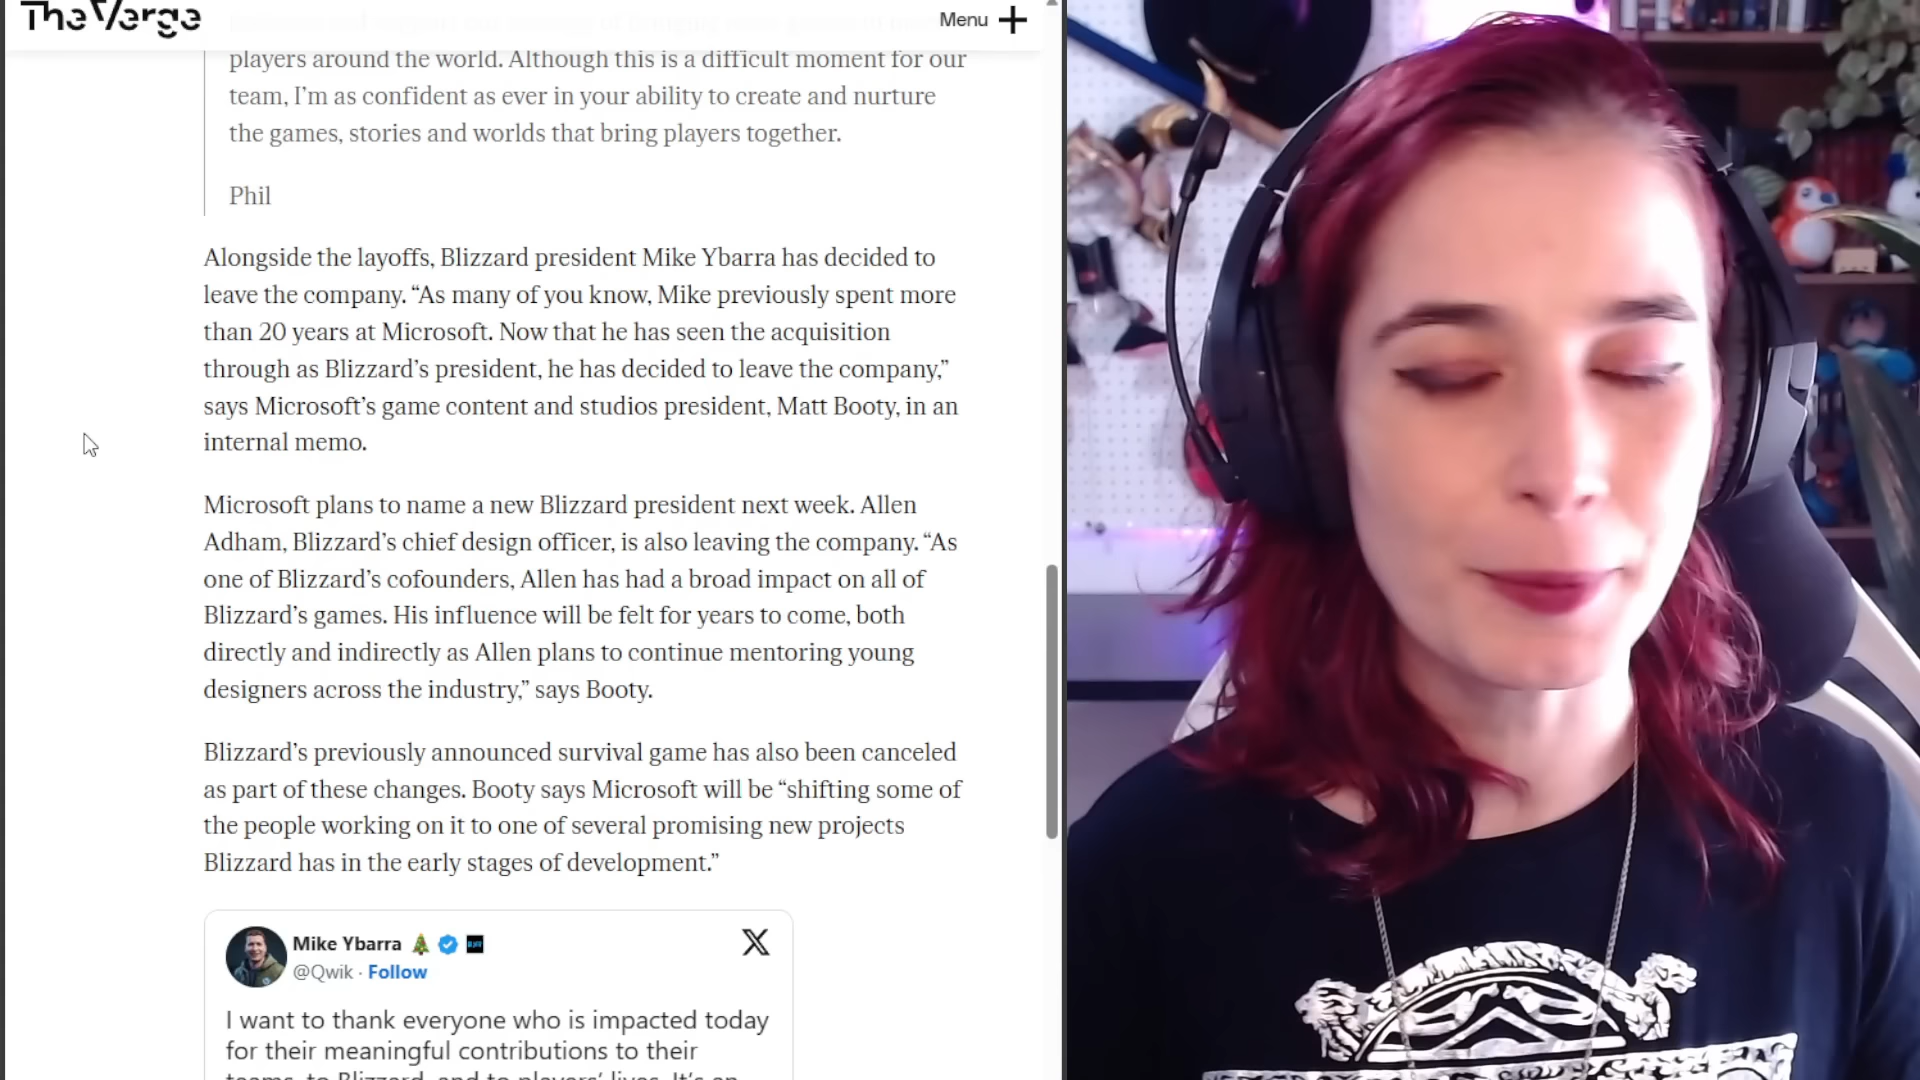 The Verge
Menu
players around the world. Although this is a difficult moment for our
team, I’m as confident as ever in your ability to create and nurture
the games, stories and worlds that bring players together.
Phil
Alongside the layoffs, Blizzard president Mike Ybarra has decided to
leave the company. “As many of you know, Mike previously spent more
than 20 years at Microsoft. Now that he has seen the acquisition
through as Blizzard’s president, he has decided to leave the company,”
says Microsoft’s game content and studios president, Matt Booty, in an
internal memo.
Microsoft plans to name a new Blizzard president next week. Allen
Adham, Blizzard’s chief design officer, is also leaving the company. “As
one of Blizzard’s cofounders, Allen has had a broad impact on all of
Blizzard’s games. His influence will be felt for years to come, both
directly and indirectly as Allen plans to continue mentoring young
designers across the industry,” says Booty.
Blizzard’s previously announced survival game has also been canceled
as part of these changes. Booty says Microsoft will be “shifting some of
the people working on it to one of several promising new projects
Blizzard has in the early stages of development.”
Mike Ybarra
@Qwik · Follow
I want to thank everyone who is impacted today
for their meaningful contributions to their
teams, to Blizzard, and to players’ lives. It’s an